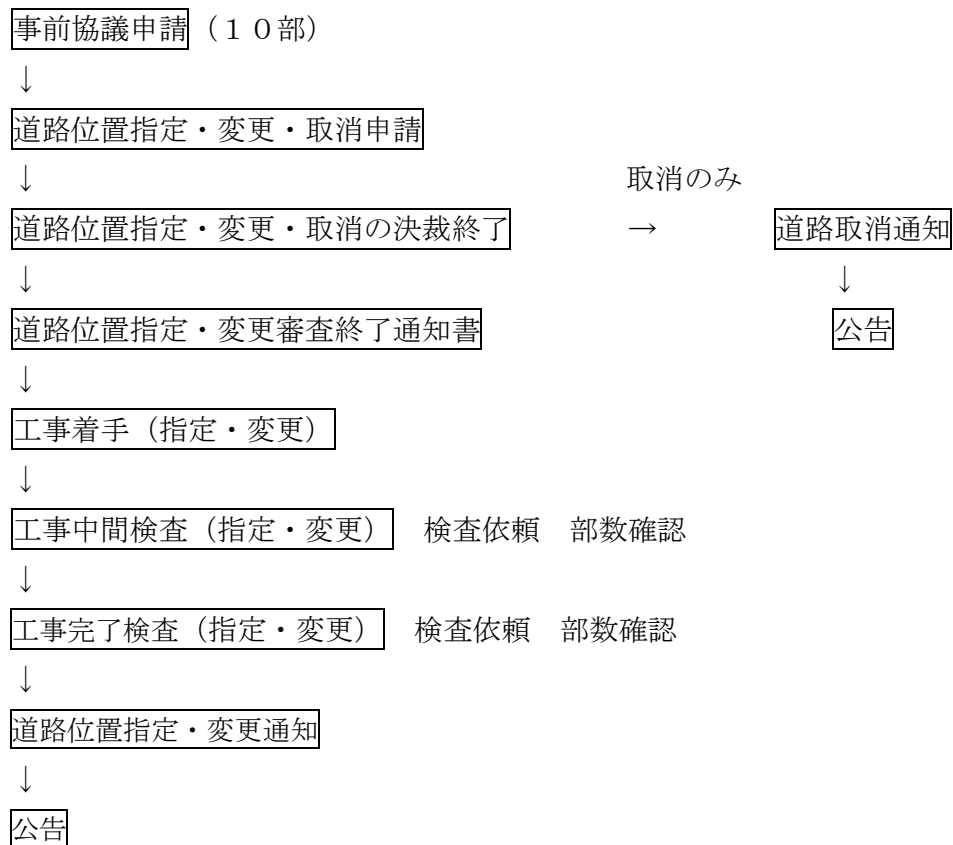 事前協議申請（１０部）
↓
道路位置指定・変更・取消申請
↓ 取消のみ
道路位置指定・変更・取消の決裁終了 → 道路取消通知
↓ ↓
道路位置指定・変更審査終了通知書 公告
↓
工事着手（指定・変更）
↓
工事中間検査（指定・変更） 検査依頼 部数確認
↓
工事完了検査（指定・変更） 検査依頼 部数確認
↓
道路位置指定・変更通知
↓
公告